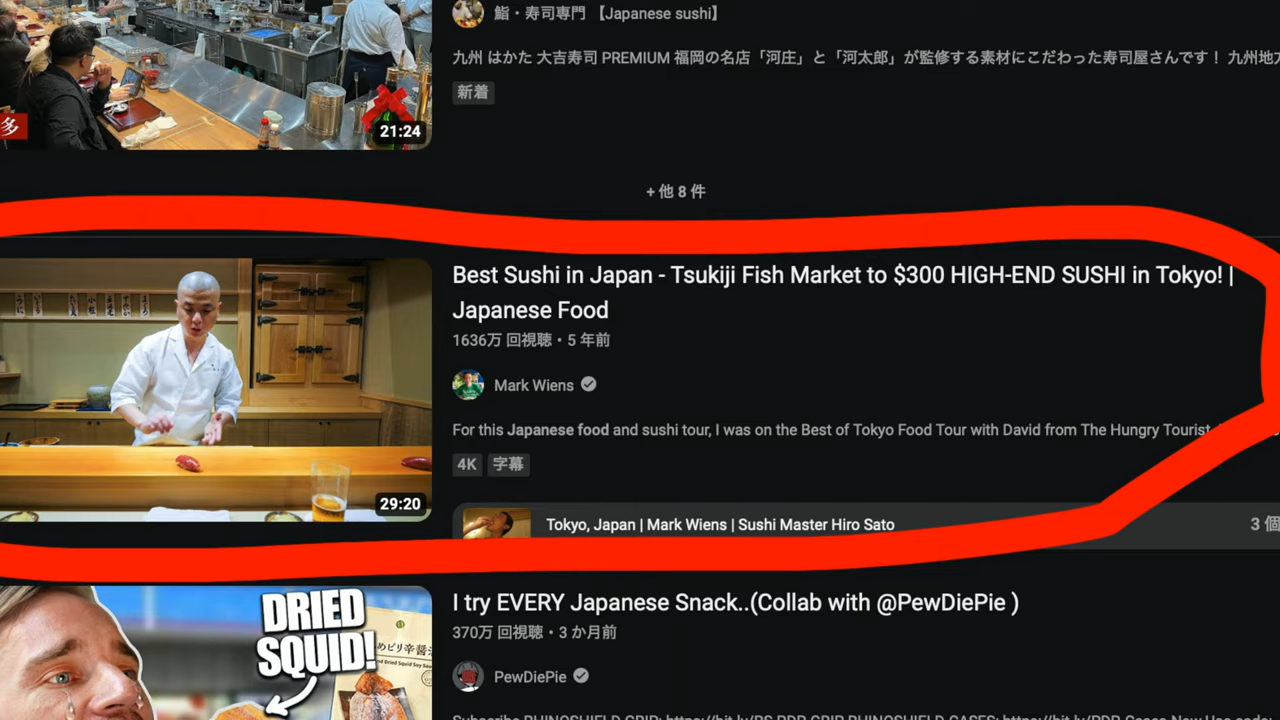 鮨・寿司専門 【Japanese sushi】
九州 はかた 大吉寿司 PREMIUM 福岡の名店「河庄」と「河太郎」が監修する素材にこだわった寿司屋さんです！ 九州地
新着
多
21:24
+ 他 8 件
Best Sushi in Japan - Tsukiji Fish Market to $300 HIGH-END SUSHI in Tokyo! |
Japanese Food
1636万 回視聴・5 年前
Mark Wiens
For this Japanese food and sushi tour, I was on the Best of Tokyo Food Tour with David from The Hungry Tourist
4K 字幕
29:20
Tokyo, Japan | Mark Wiens | Sushi Master Hiro Sato
3 個
DRIED
SQUID!
I try EVERY Japanese Snack..(Collab with @PewDiePie )
370万 回視聴・3 か月前
PewDiePie